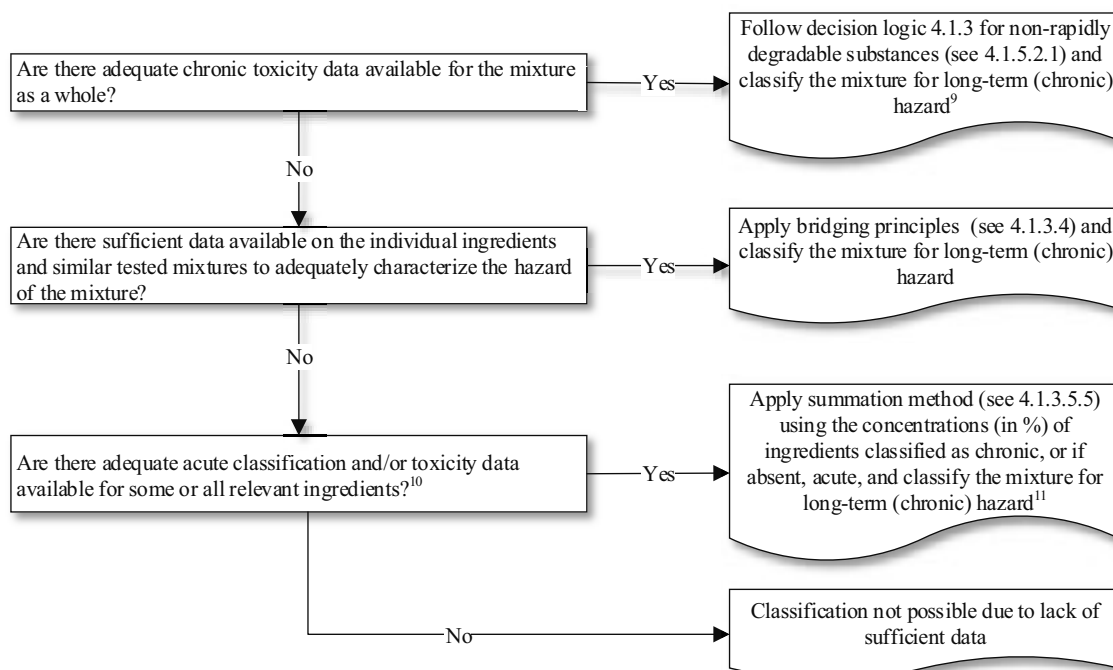 Are there adequate chronic toxicity data available for the mixture
as a whole?
Yes
Follow decision logic 4.1.3 for non-rapidly
degradable substances (see 4.1.5.2.1) and
classify the mixture for long-term (chronic)
hazard9
No
Are there sufficient data available on the individual ingredients
and similar tested mixtures to adequately characterize the hazard
of the mixture?
Yes
Apply bridging principles (see 4.1.3.4) and
classify the mixture for long-term (chronic)
hazard
No
Are there adequate acute classification and/or toxicity data
available for some or all relevant ingredients?10
Yes
Apply summation method (see 4.1.3.5.5)
using the concentrations (in %) of
ingredients classified as chronic, or if
absent, acute, and classify the mixture for
long-term (chronic) hazard11
No
Classification not possible due to lack of
sufficient data